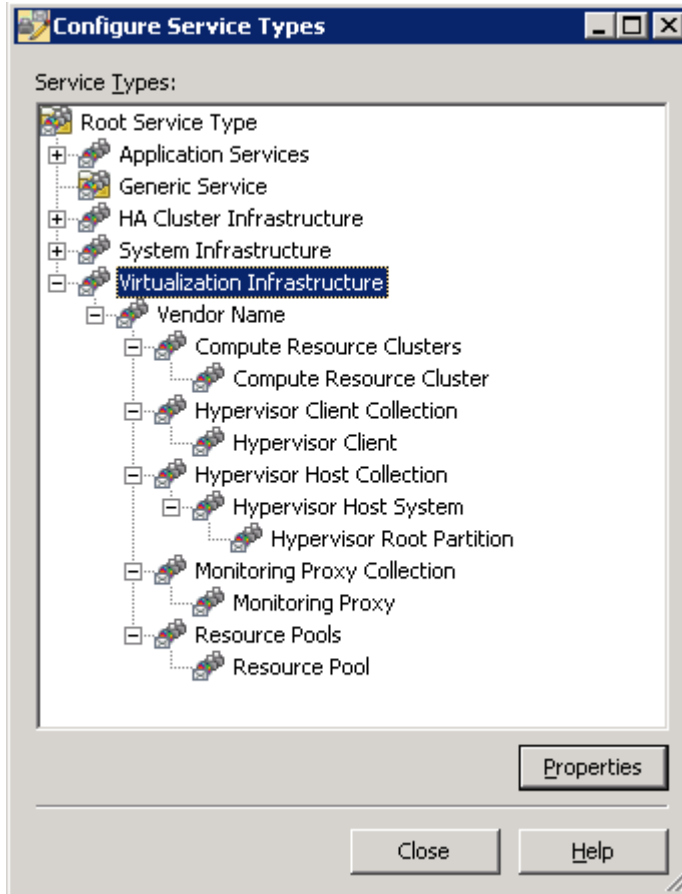 Configure Service Types
Service Types:
Root Service Type
Application Services
Generic Service
HA Cluster Infrastructure
System Infrastructure
Virtualization Infrastructure
Vendor Name
Compute Resource Clusters
Compute Resource Cluster
Hypervisor Client Collection
Hypervisor Client
Hypervisor Host Collection
Hypervisor Host System
Hypervisor Root Partition
Monitoring Proxy Collection
Monitoring Proxy
Resource Pools
Resource Pool
Properties
Close Help